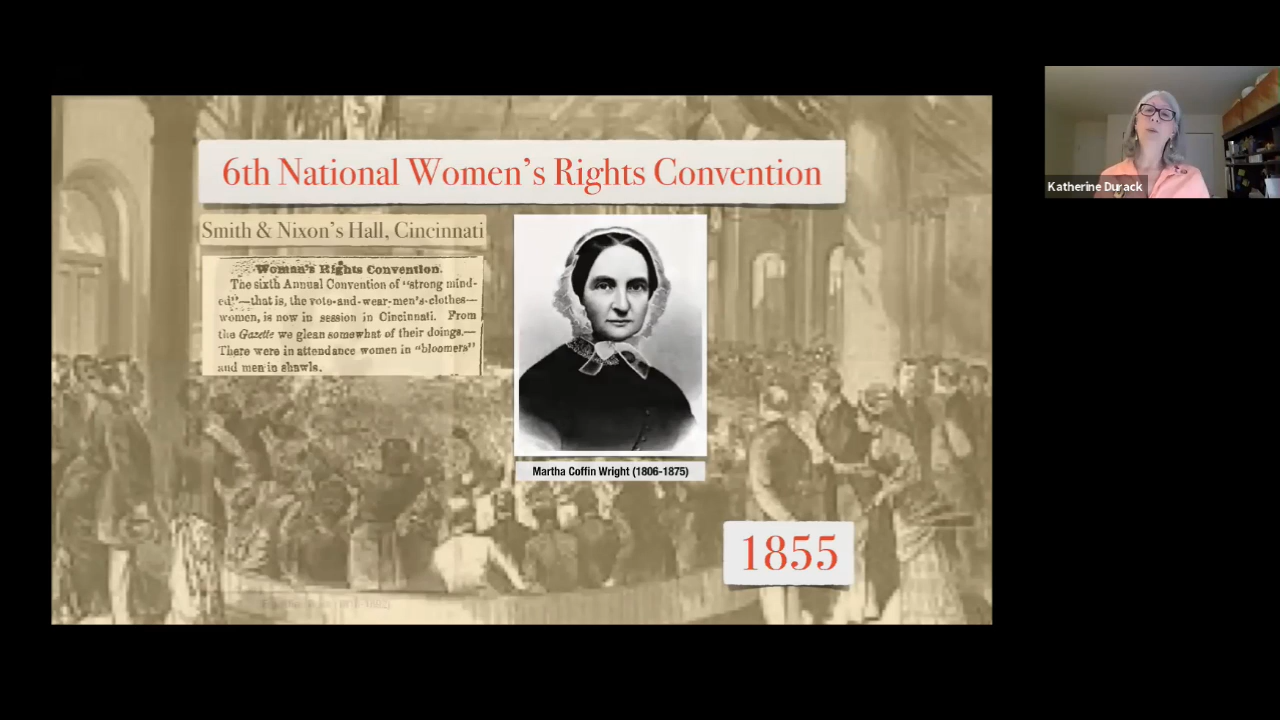 6th National Women's Rights Convention
Smith & Nixon's Hall, Cincinnati
Woman's Rights Convention.
The sixth Annual Convention of "strong mind-
ed"—that is, the vote-and-wear-men's-clothes—
women, is now in session in Cincinnati. From
the Gazette we glean somewhat of their doings.—
There were in attendance women in "bloomers"
and men in shawls.
Martha Coffin Wright (1806-1875)
1855
Katherine Durack